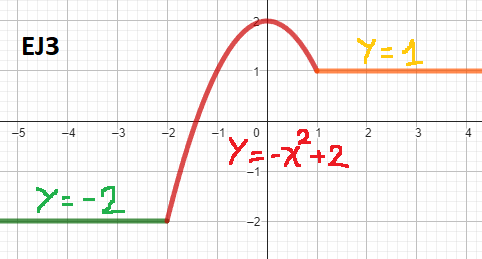 EJ3
2
y = 1
1
-5 -4 -3 -2 -1 0 1 2 3 4
y = -x² + 2
-1
y = -2
-2